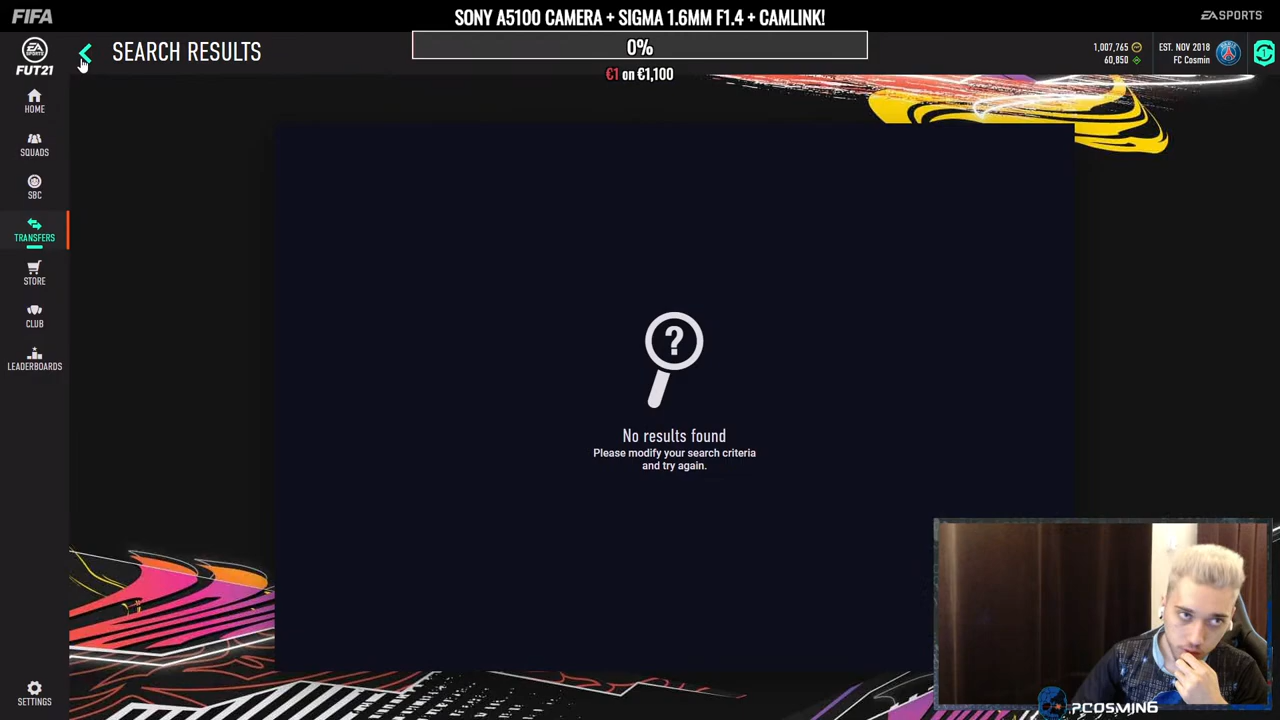 FIFA
SONY A5100 CAMERA + SIGMA 1.6MM F1.4 + CAMLINK!
EA SPORTS
EA SPORTS
FUT21
SEARCH RESULTS
0%
€1 on €1,100
1,007,765
60,850
EST. NOV 2018
FC Cosmin
HOME
SQUADS
SBC
TRANSFERS
STORE
CLUB
LEADERBOARDS
SETTINGS
?
No results found
Please modify your search criteria
and try again.
PCOSMIN6